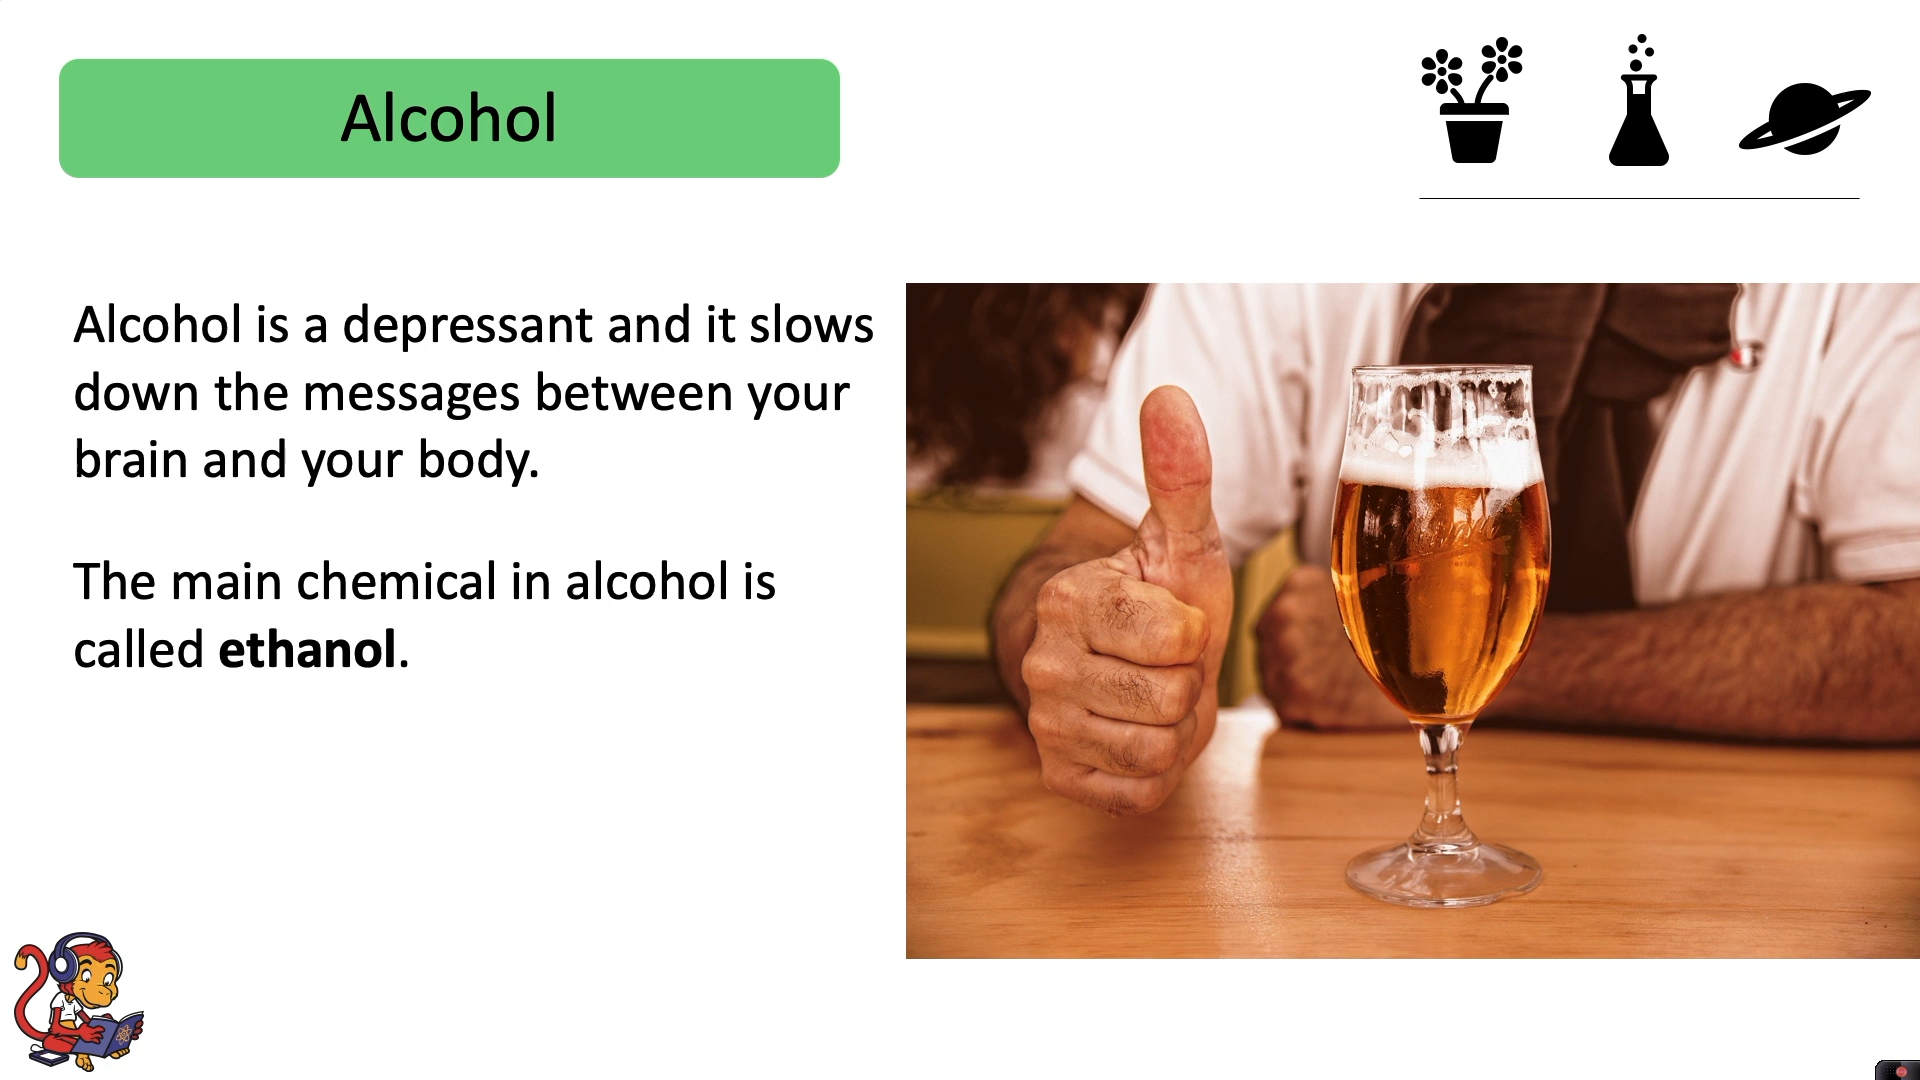 Alcohol
Alcohol is a depressant and it slows
down the messages between your
brain and your body.
The main chemical in alcohol is
called ethanol.